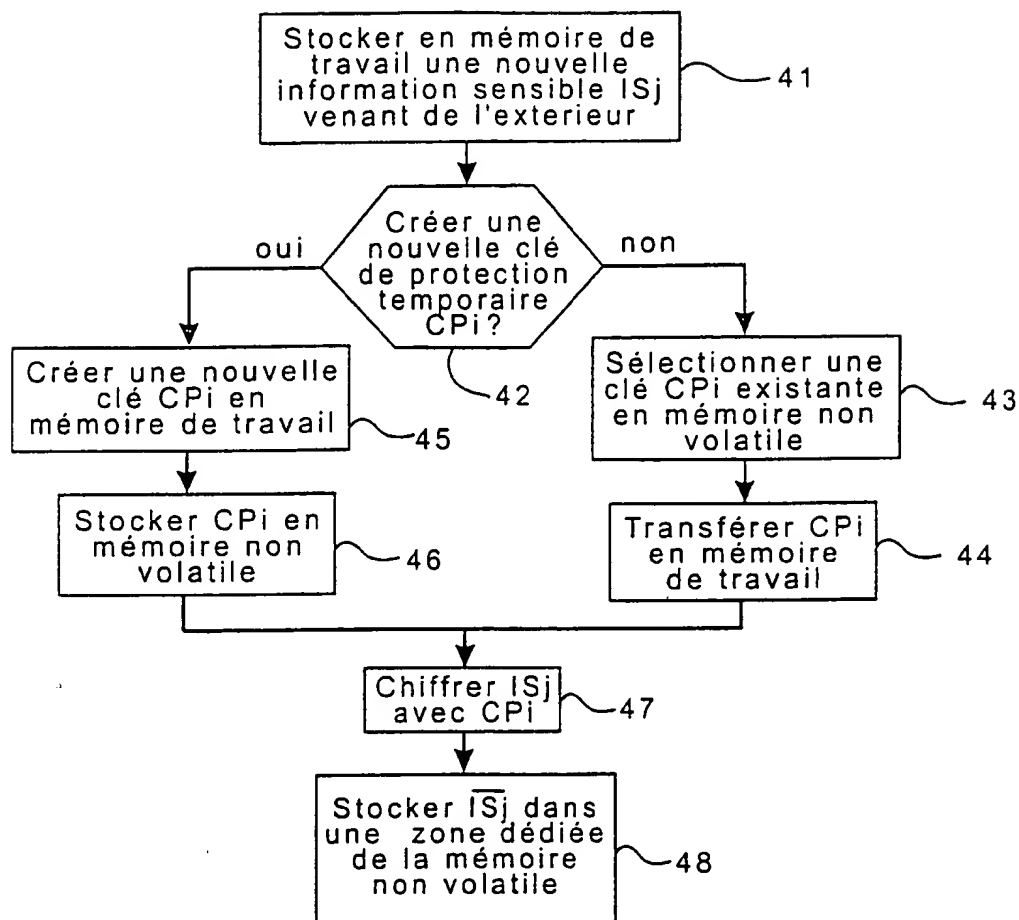 Stocker en mémoire de
travail une nouvelle
information sensible ISj
venant de l'exterieur
41
Créer une
nouvelle clé
de protection
temporaire
CPi?
oui
non
42
Créer une nouvelle
clé CPi en
mémoire de travail
45
Sélectionner une
clé CPi existante
en mémoire non
volatile
43
Stocker CPi en
mémoire non
volatile
46
Transférer CPi
en mémoire
de travail
44
Chiffrer ISj
avec CPi
47
Stocker I̅S̅j̅ dans
une zone dédiée
de la mémoire
non volatile
48